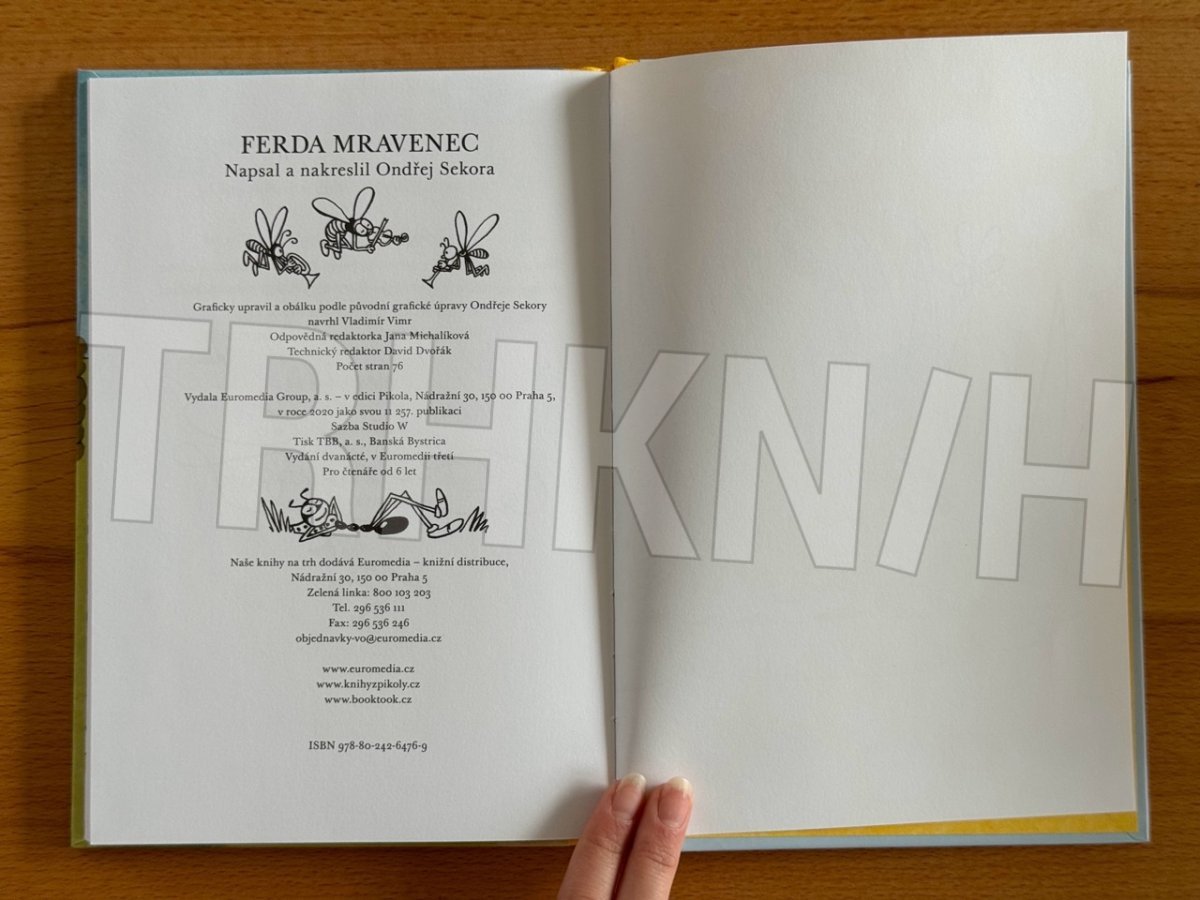 FERDA MRAVENEC
Napsal a nakreslil Ondřej Sekora
Graficky upravil a obálku podle původní grafické úpravy Ondřeje Sekory
navrhl Vladimír Vimr
Odpovědná redaktorka Jana Michalíková
Technický redaktor David Dvořák
Počet stran 76
Vydala Euromedia Group, a. s. – v edici Pikola, Nádražní 30, 150 00 Praha 5,
v roce 2020 jako svou 11 257. publikaci
Sazba Studio W
Tisk TBB, a. s., Banská Bystrica
Vydání dvanácté, v Euromedii třetí
Pro čtenáře od 6 let
TRHKNIH
Naše knihy na trh dodává Euromedia – knižní distribuce,
Nádražní 30, 150 00 Praha 5
Zelená linka: 800 103 203
Tel. 296 536 111
Fax: 296 536 246
objednavky-vo@euromedia.cz
www.euromedia.cz
www.knihyzpikoly.cz
www.booktook.cz
ISBN 978-80-242-6476-9